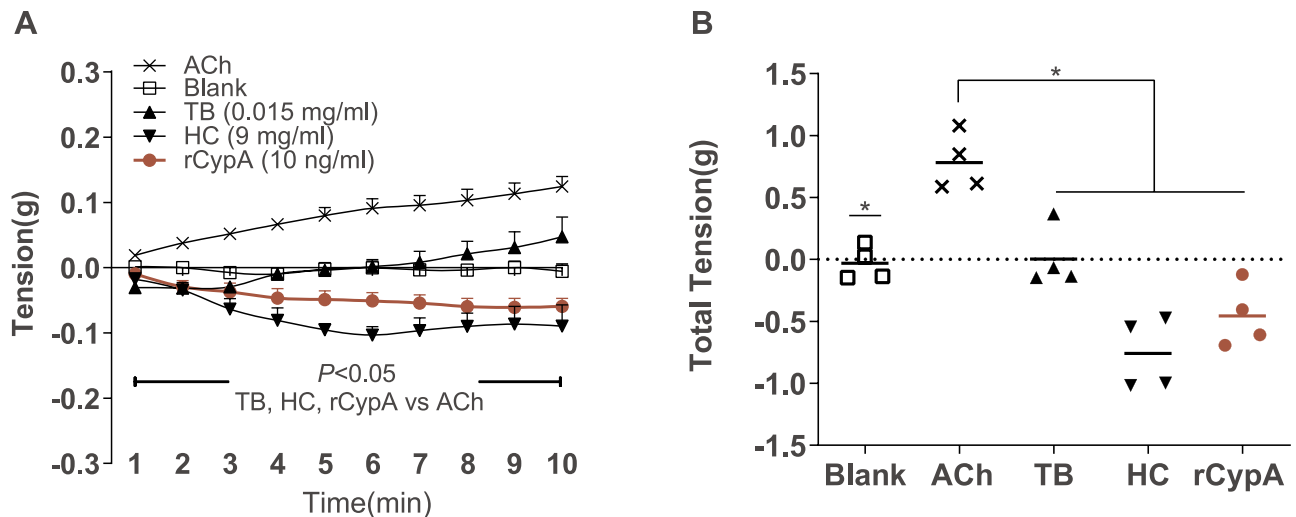 A
0.3
0.2
0.1
0.0
-0.1
-0.2
-0.3
Tension(g)
ACh
Blank
TB (0.015 mg/ml)
HC (9 mg/ml)
rCypA (10 ng/ml)
P<0.05
TB, HC, rCypA vs ACh
1 2 3 4 5 6 7 8 9 10
Time(min)
B
1.5
1.0
0.5
0.0
-0.5
-1.0
-1.5
Total Tension(g)
*
*
Blank ACh TB HC rCypA